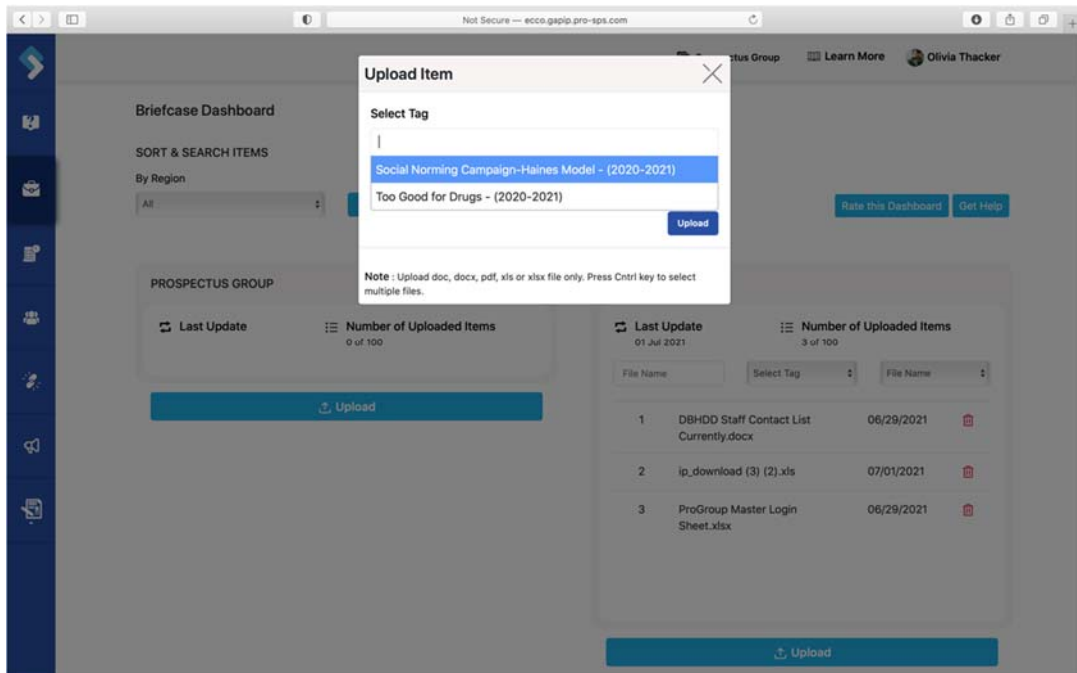 Not Secure — ecco.gapip.pro-sps.com
ctus Group
Learn More
Olivia Thacker
Upload Item
Select Tag
Social Norming Campaign-Haines Model - (2020-2021)
Too Good for Drugs - (2020-2021)
Upload
Note : Upload doc, docx, pdf, xls or xlsx file only. Press Cntrl key to select
multiple files.
Briefcase Dashboard
SORT & SEARCH ITEMS
By Region
All
Rate this Dashboard
Get Help
PROSPECTUS GROUP
Last Update
Number of Uploaded Items
0 of 100
Upload
Last Update
01 Jul 2021
Number of Uploaded Items
3 of 100
File Name
Select Tag
File Name
1 DBHDD Staff Contact List 06/29/2021
Currently.docx
2 ip_download (3) (2).xls 07/01/2021
3 ProGroup Master Login 06/29/2021
Sheet.xlsx
Upload